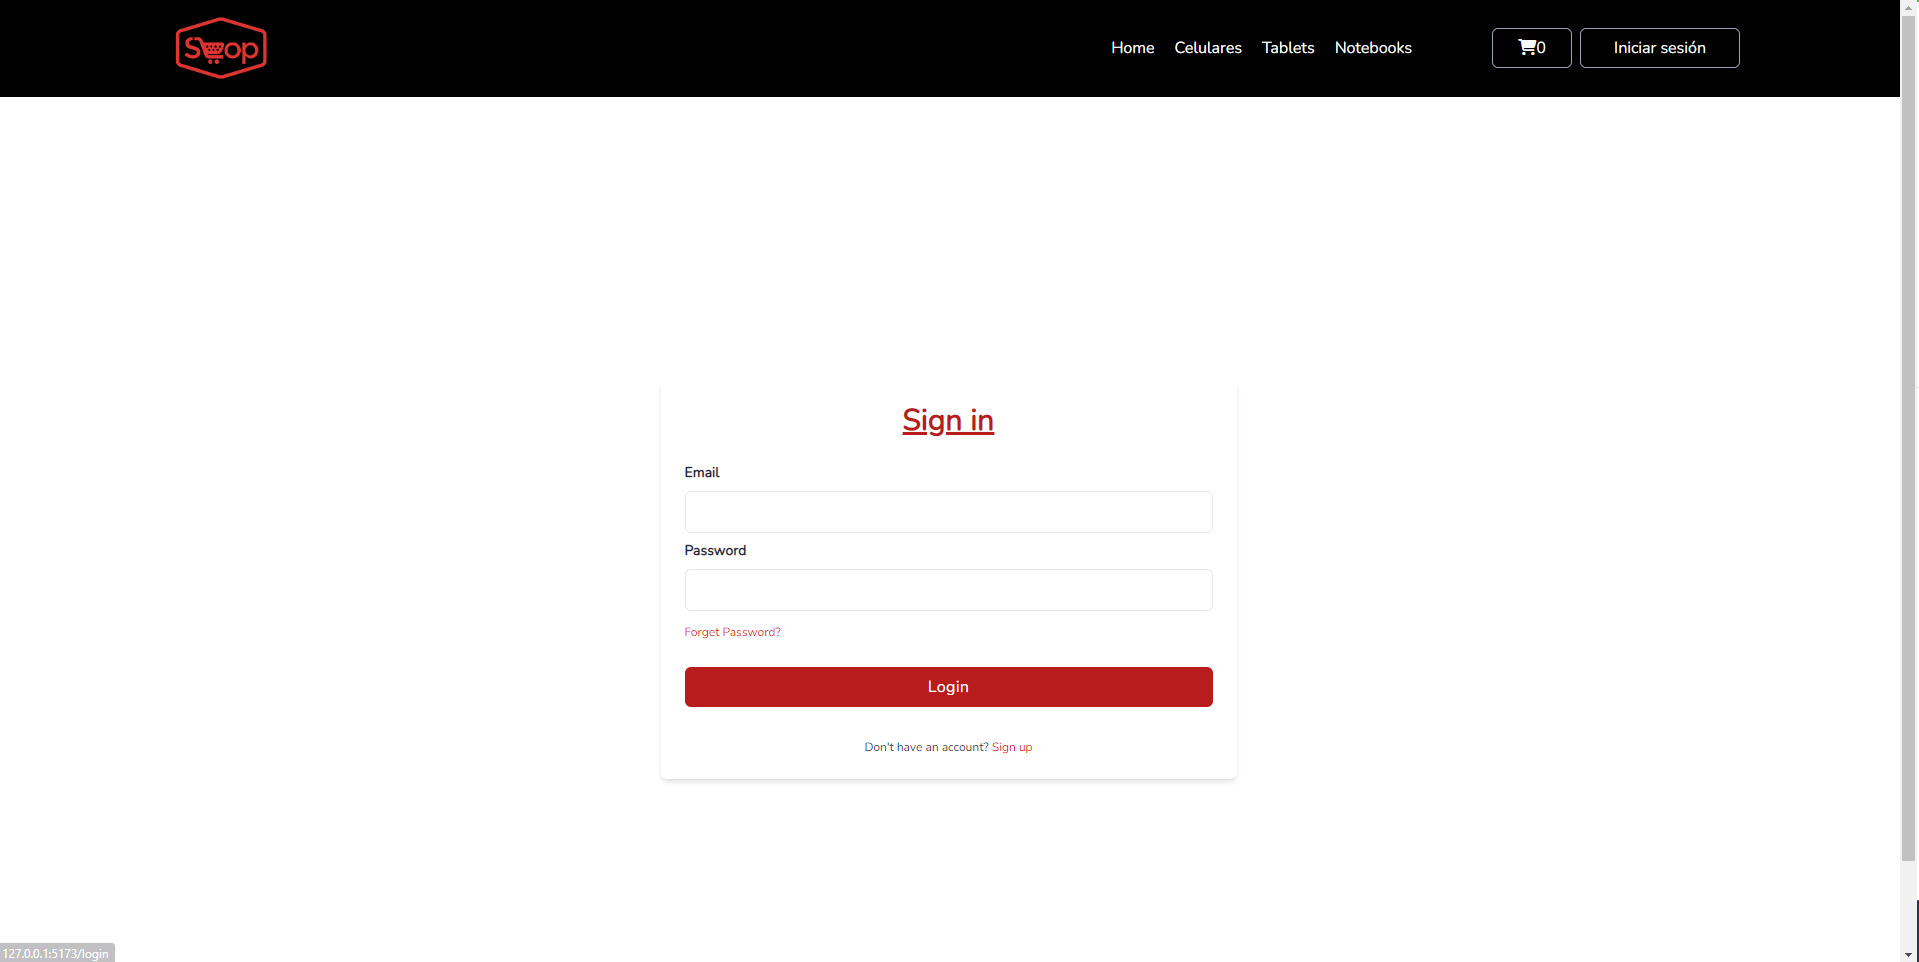 Shop
Home Celulares Tablets Notebooks 0 Iniciar sesión
Sign in
Email
Password
Forget Password?
Login
Don't have an account? Sign up
127.0.0.1:5173/login